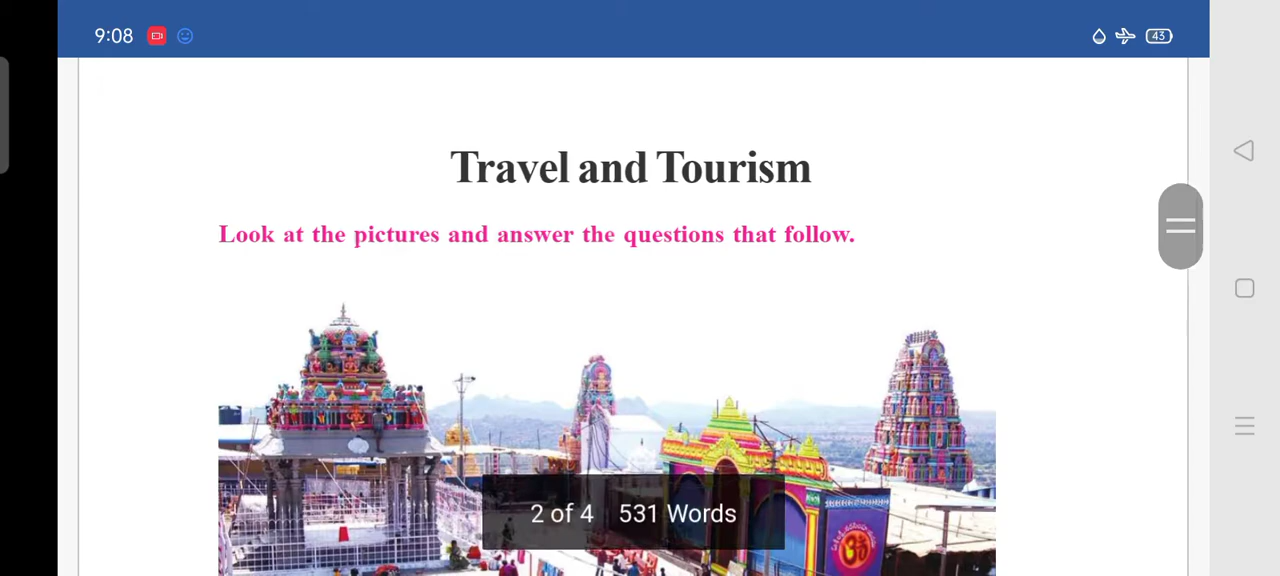 9:08
43
Travel and Tourism
Look at the pictures and answer the questions that follow.
ॐ
2 of 4 531 Words